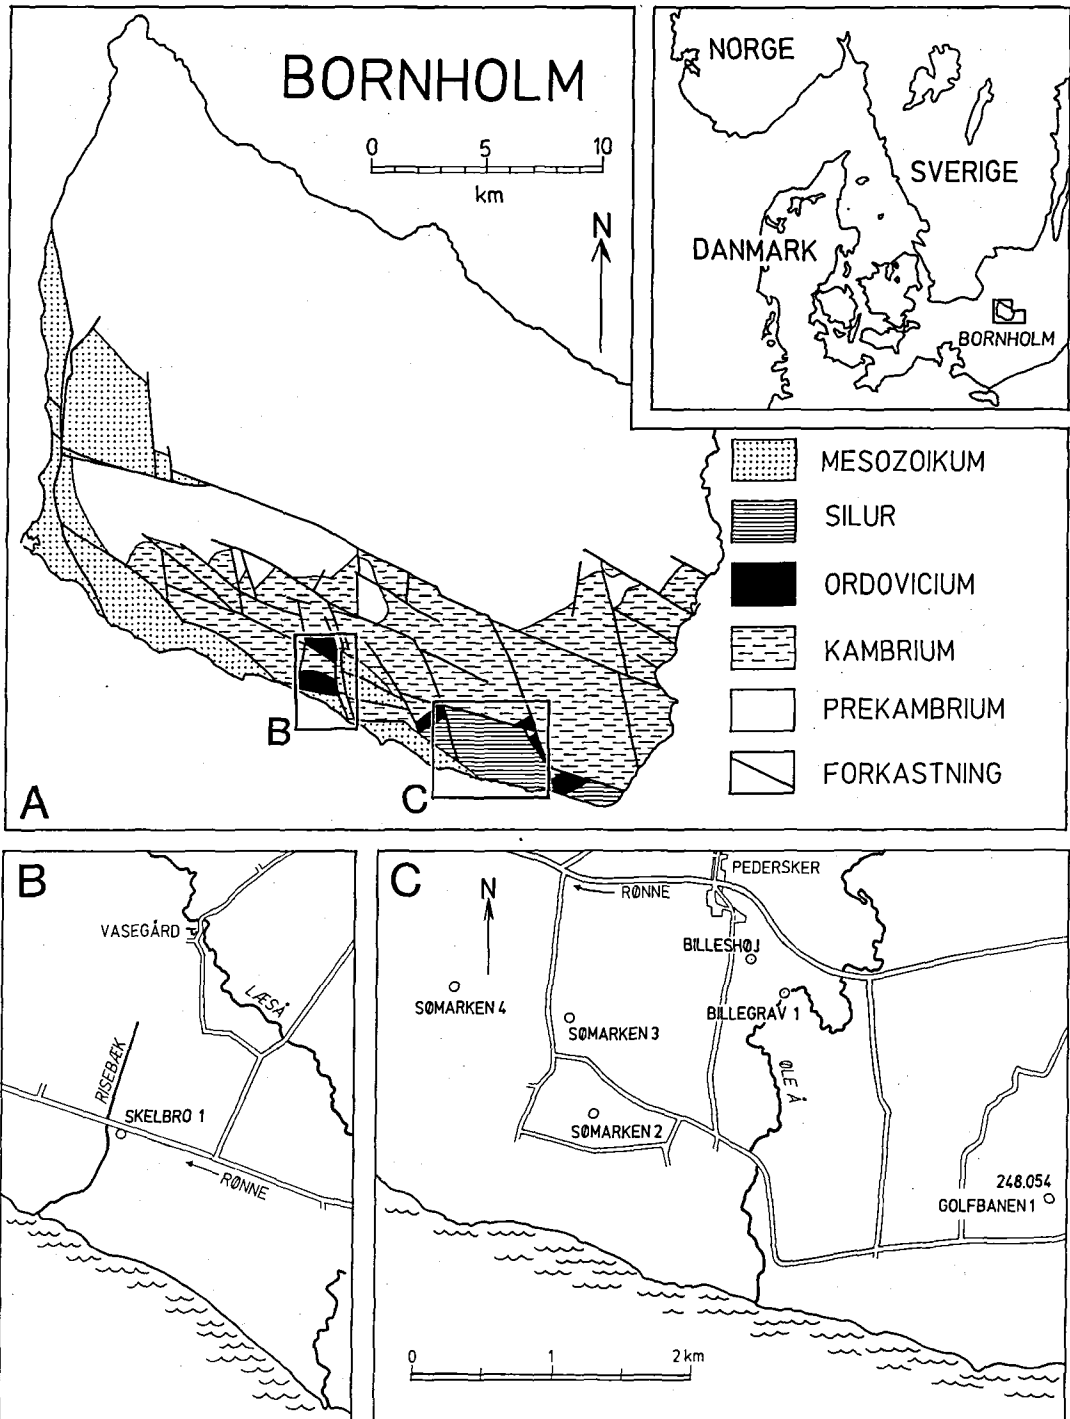 BORNHOLM
0 5 10
km
N
NORGE
SVERIGE
DANMARK
BORNHOLM
MESOZOIKUM
SILUR
ORDOVICIUM
KAMBRIUM
PREKAMBRIUM
FORKASTNING
A
B
C
B
VASEGÅRD
LÆSÅ
RISEBÆK
SKELBRO 1
RØNNE
C
N
RØNNE
PEDERSKER
BILLESHØJ
SØMARKEN 4
BILLEGRAV 1
SØMARKEN 3
ØLE Å
SØMARKEN 2
248.054
GOLFBANEN 1
0 1 2 km